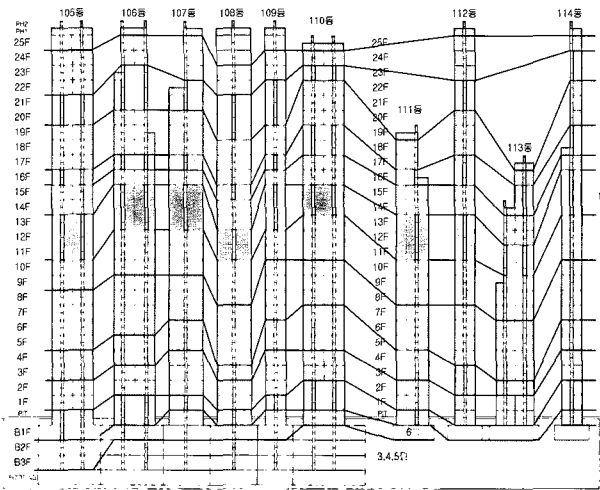 105동 106동 107동 108동 109동 110동 112동 114동
PH2
PH1
25F 25F
24F 24F
23F 23F
22F 22F
21F 21F
20F 20F
19F 19F
18F 18F
17F 17F
16F 16F
15F 15F
14F 14F
13F 13F
12F 12F
11F 11F
10F 10F
9F 9F
8F 8F
7F 7F
6F 6F
5F 5F
4F 4F
3F 3F
2F 2F
1F 1F
PIT PIT
111동
113동
B1F 6
B2F
B3F 3,4,5